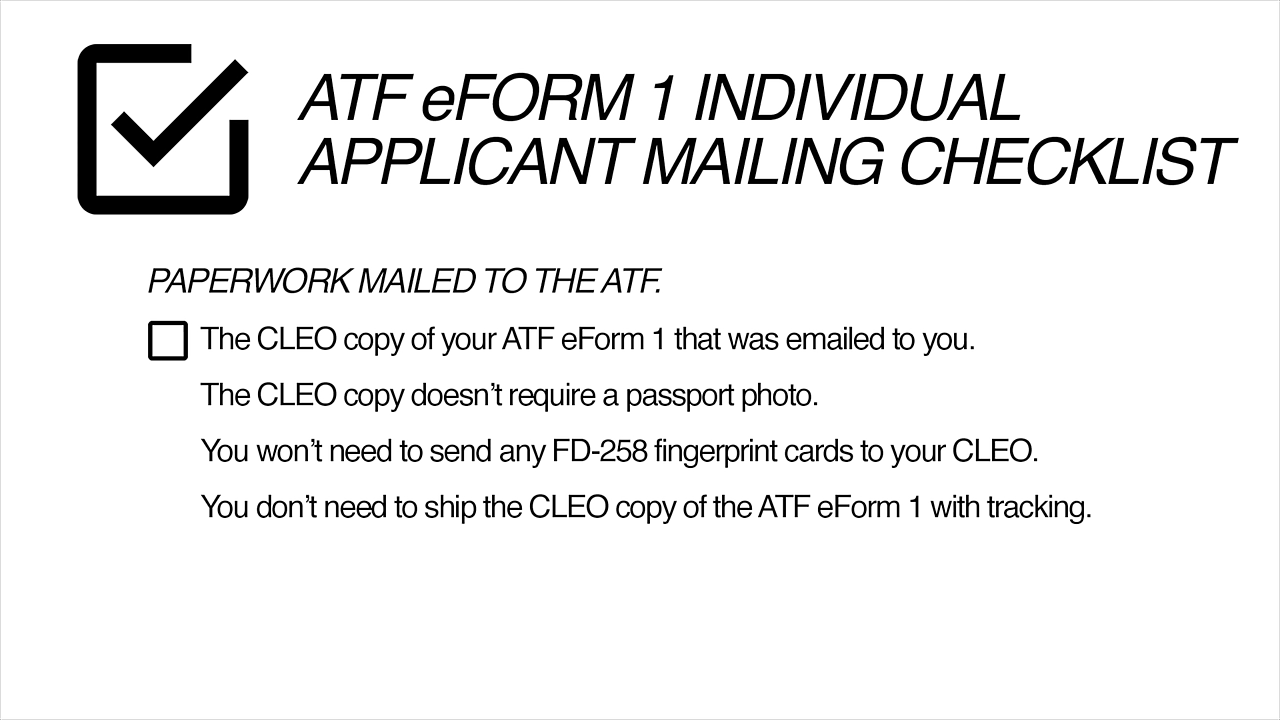 ATF eFORM 1 INDIVIDUAL
APPLICANT MAILING CHECKLIST
PAPERWORK MAILED TO THE ATF.
The CLEO copy of your ATF eForm 1 that was emailed to you.
The CLEO copy doesn’t require a passport photo.
You won’t need to send any FD-258 fingerprint cards to your CLEO.
You don’t need to ship the CLEO copy of the ATF eForm 1 with tracking.